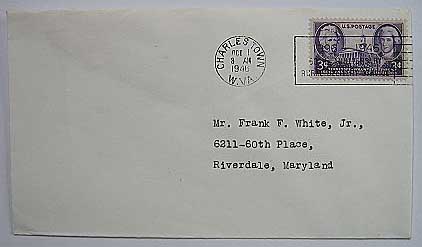 CHARLES TOWN
OCT 1
8 AM
1946
W.VA.
U.S. POSTAGE
3¢ 3¢
Mr. Frank F. White, Jr.,
6211-60th Place,
Riverdale, Maryland